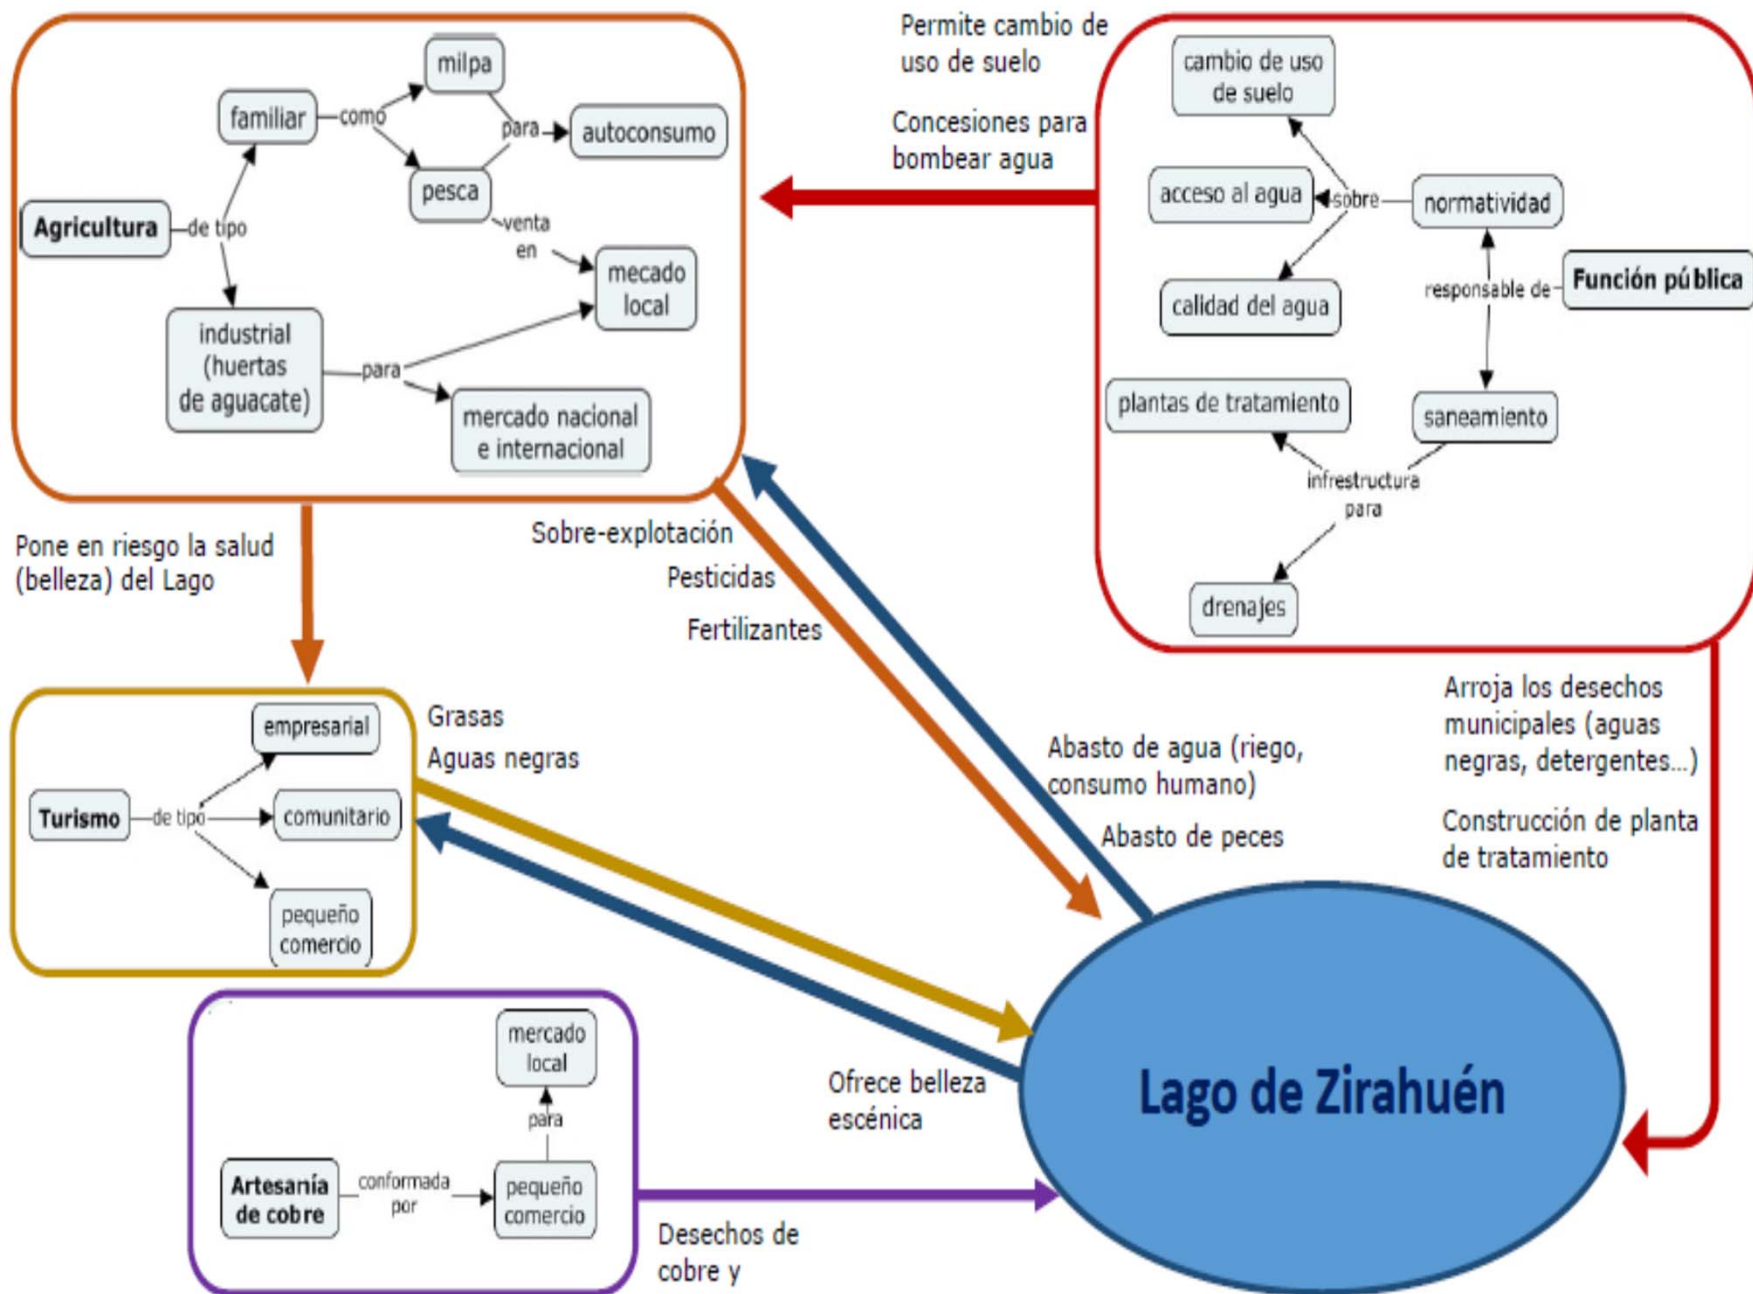 milpa
familiar
como
para
autoconsumo
pesca
Agricultura
de tipo
venta
en
mecado
local
industrial
(huertas
de aguacate)
para
mercado nacional
e internacional
Permite cambio de
uso de suelo
Concesiones para
bombear agua
cambio de uso
de suelo
acceso al agua
sobre
normatividad
calidad del agua
responsable de
Función pública
plantas de tratamiento
saneamiento
infrestructura
para
drenajes
Pone en riesgo la salud
(belleza) del Lago
Sobre-explotación
Pesticidas
Fertilizantes
empresarial
Turismo
de tipo
comunitario
pequeño
comercio
Grasas
Aguas negras
Abasto de agua (riego,
consumo humano)
Abasto de peces
Arroja los desechos
municipales (aguas
negras, detergentes...)
Construcción de planta
de tratamiento
mercado
local
para
Artesanía
de cobre
conformada
por
pequeño
comercio
Ofrece belleza
escénica
Desechos de
cobre y
Lago de Zirahuén